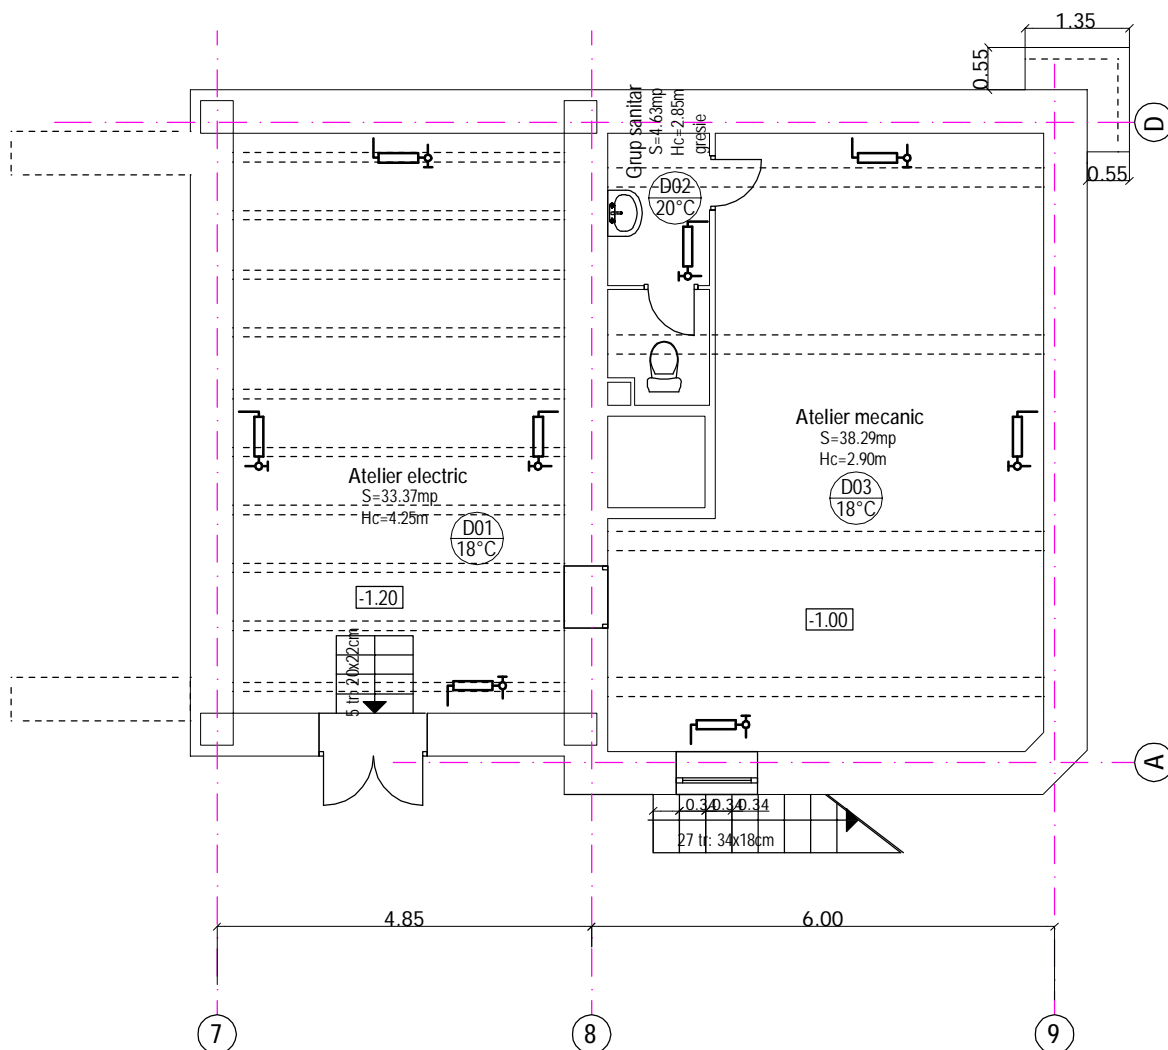 1.35
0.55
D
0.55
Grup sanitar
S=4.63mp
Hc=2.85m
gresie
D02
20°C
Atelier mecanic
S=38.29mp
Hc=2.90m
D03
18°C
Atelier electric
S=33.37mp
Hc=4.25m
D01
18°C
-1.20
-1.00
5 tr: 20x22cm
A
0.34
0.34
0.34
27 tr: 34x18cm
4.85
6.00
7
8
9